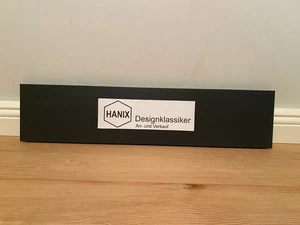 HANIX
Designklassiker
An- und Verkauf